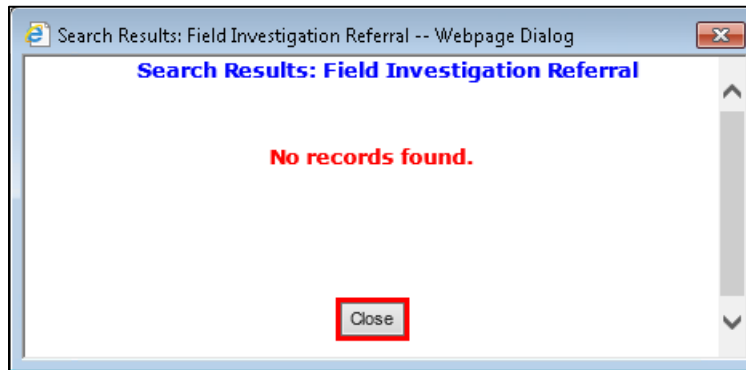 Search Results: Field Investigation Referral -- Webpage Dialog
Search Results: Field Investigation Referral
No records found.
Close